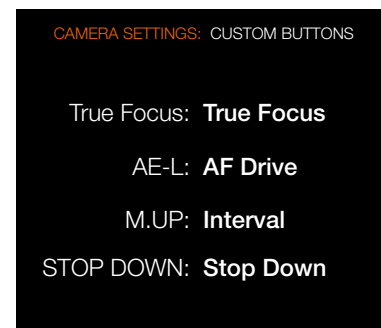 CAMERA SETTINGS: CUSTOM BUTTONS
True Focus: True Focus
AE-L: AF Drive
M.UP: Interval
STOP DOWN: Stop Down